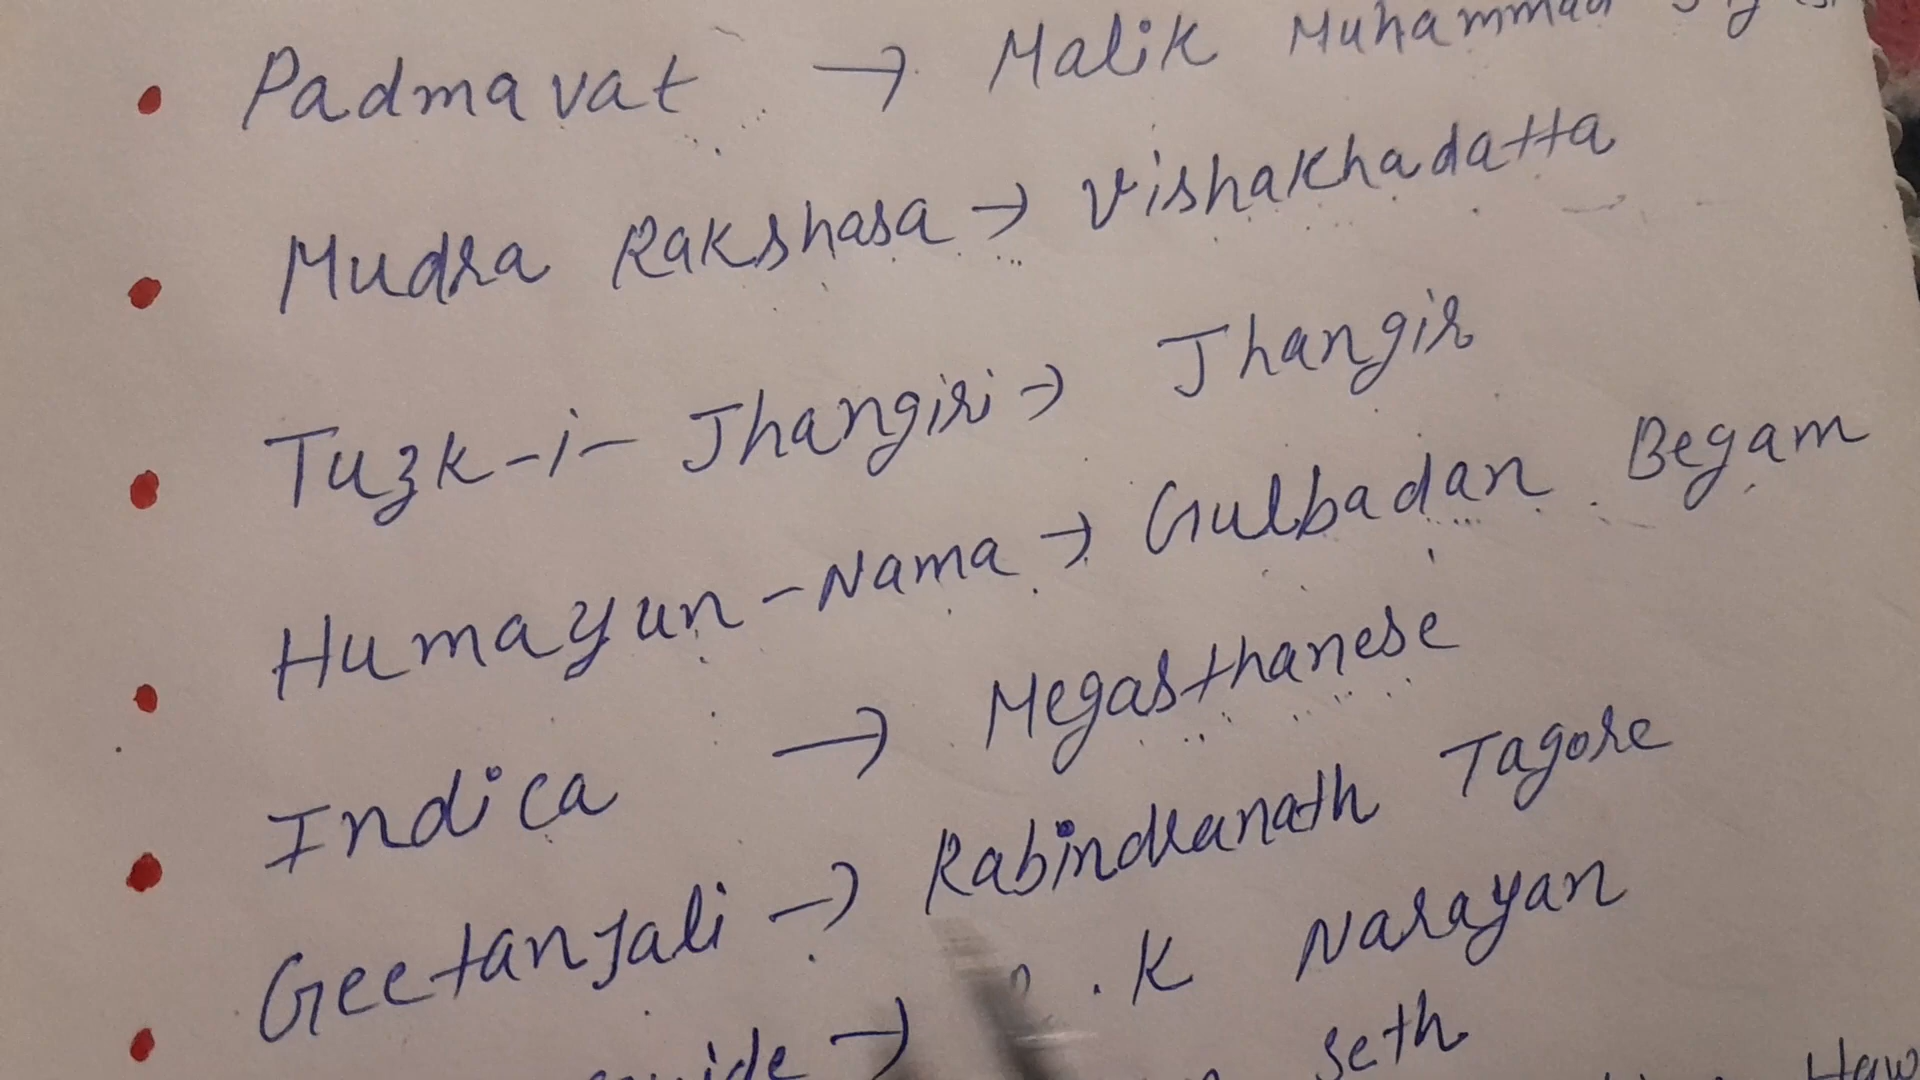 Padmavat → Malik Muhammad
Mudra Rakshasa → Vishakhadatta
Tuzk-i-Jhangiri → Jhangir
Humayun-Nama → Gulbadan Begam
Indica → Megasthanese
Geetanjali → Rabindranath Tagore
→ . K Narayan
Seth